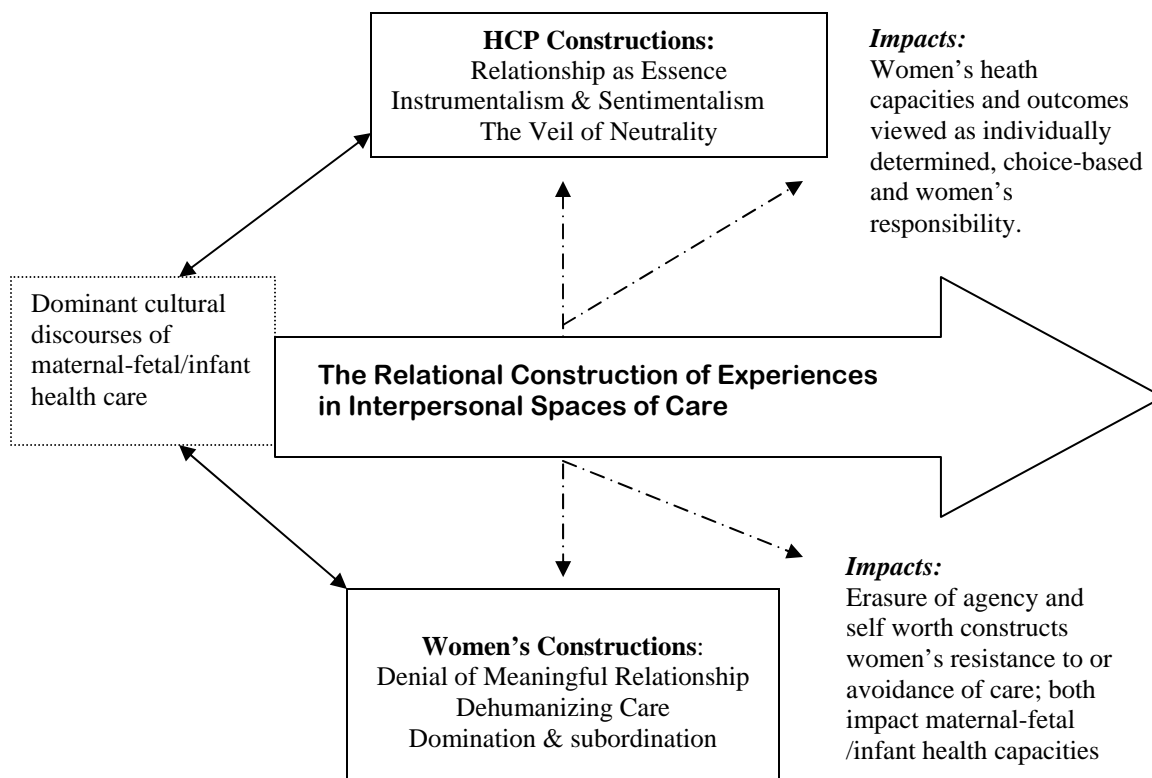 HCP Constructions:
Relationship as Essence
Instrumentalism & Sentimentalism
The Veil of Neutrality
Impacts:
Women’s heath
capacities and outcomes
viewed as individually
determined, choice-based
and women’s
responsibility.
Dominant cultural
discourses of
maternal-fetal/infant
health care
The Relational Construction of Experiences
in Interpersonal Spaces of Care
Women’s Constructions:
Denial of Meaningful Relationship
Dehumanizing Care
Domination & subordination
Impacts:
Erasure of agency and
self worth constructs
women’s resistance to or
avoidance of care; both
impact maternal-fetal
/infant health capacities